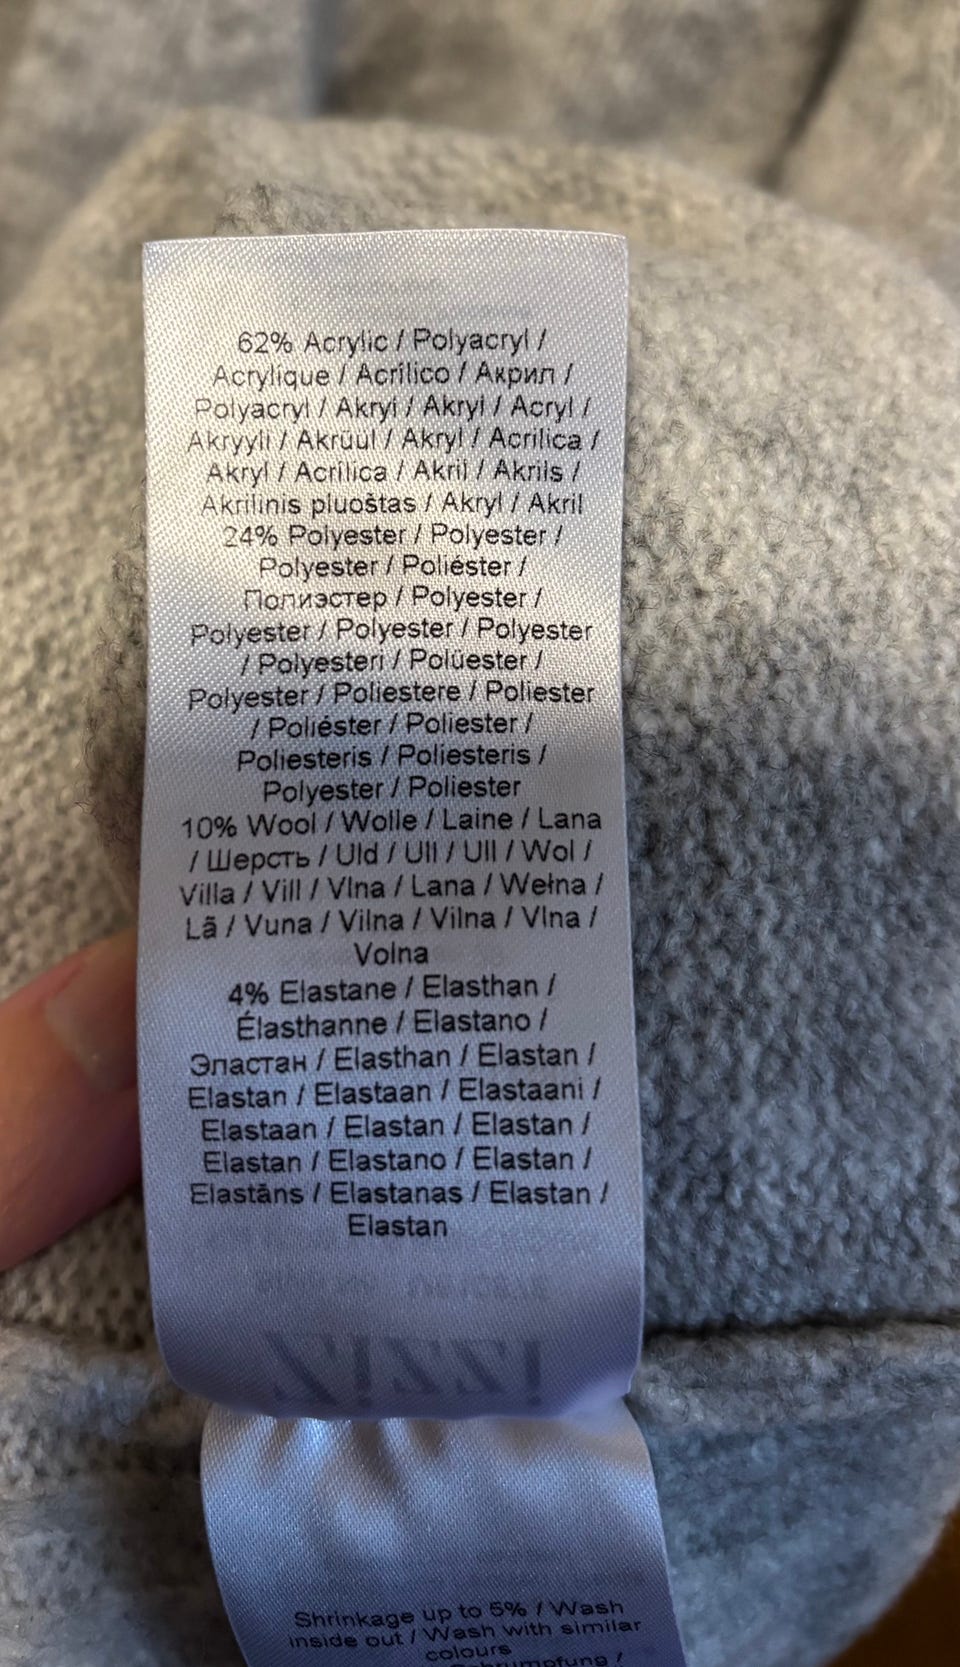 62% Acrylic / Polyacryl /
Acrylique / Acrilico / Акрил /
Polyacryl / Akryl / Akryl / Acryl /
Akryyli / Akrüül / Akryl / Acrilica /
Akryl / Acrílica / Akril / Akrils /
Akrilinis pluoštas / Akryl / Akril
24% Polyester / Polyester /
Polyester / Poliéster /
Полиэстер / Polyester /
Polyester / Polyester / Polyester
/ Polyesteri / Polüester /
Polyester / Poliestere / Poliester
/ Poliéster / Poliester /
Poliesteris / Poliesteris /
Polyester / Poliester
10% Wool / Wolle / Laine / Lana
/ Шерсть / Uld / Ull / Ull / Wol /
Villa / Vill / Vlna / Lana / Wełna /
Lã / Vuna / Vilna / Vilna / Vlna /
Volna
4% Elastane / Elasthan /
Élasthanne / Elastano /
Эластан / Elasthan / Elastan /
Elastan / Elastaan / Elastaani /
Elastaan / Elastan / Elastan /
Elastan / Elastano / Elastan /
Elastāns / Elastanas / Elastan /
Elastan
Zizzi
Shrinkage up to 5% / Wash
inside out / Wash with similar
colours
/